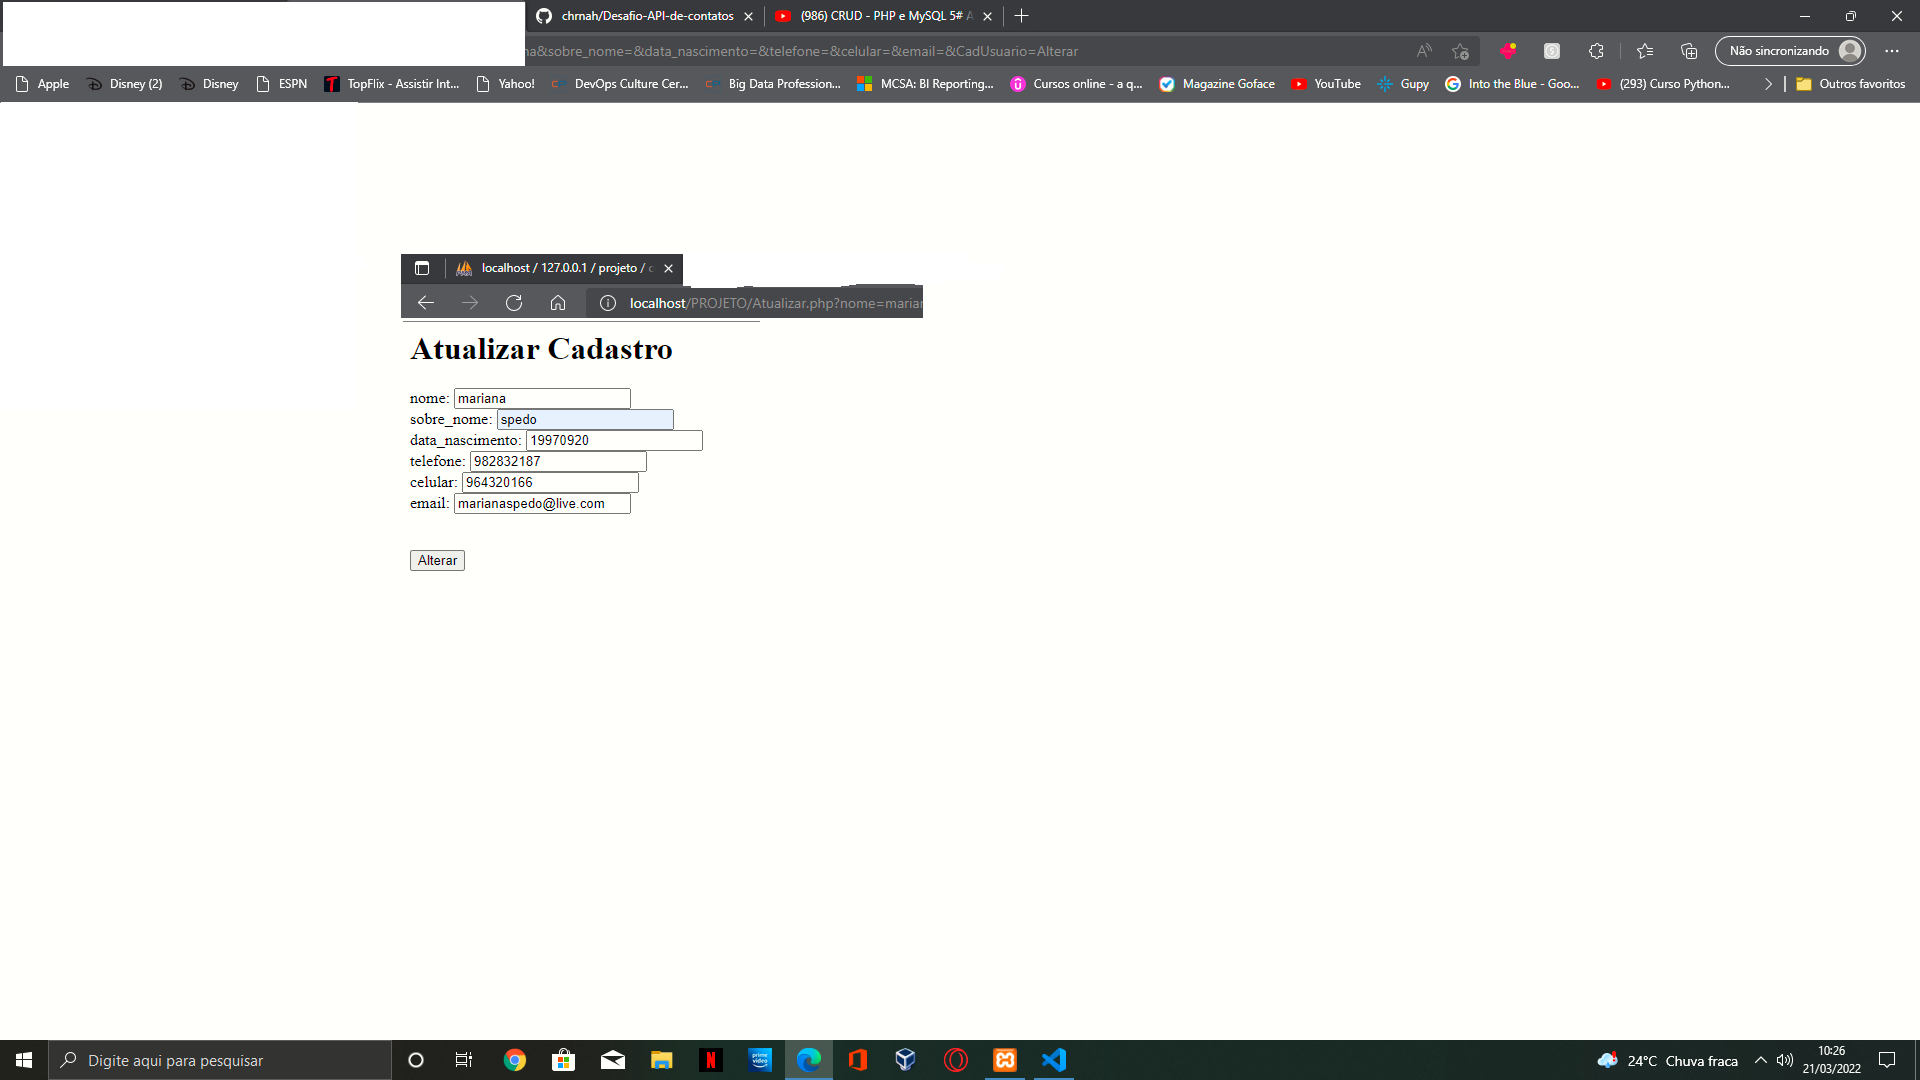 chrnah/Desafio-API-de-contatos
(986) CRUD - PHP e MySQL 5# A
na&sobre_nome=&data_nascimento=&telefone=&celular=&email=&CadUsuario=Alterar
Não sincronizando
Apple
Disney (2)
Disney
ESPN
TopFlix - Assistir Int...
Yahoo!
DevOps Culture Cer...
Big Data Profession...
MCSA: BI Reporting...
Cursos online - a q...
Magazine Goface
YouTube
Gupy
Into the Blue - Goo...
(293) Curso Python...
Outros favoritos
localhost / 127.0.0.1 / projeto / c
localhost/PROJETO/Atualizar.php?nome=marian
Atualizar Cadastro
nome: mariana
sobre_nome: spedo
data_nascimento: 19970920
telefone: 982832187
celular: 964320166
email: marianaspedo@live.com
Alterar
Digite aqui para pesquisar
prime video
24°C Chuva fraca
10:26
21/03/2022